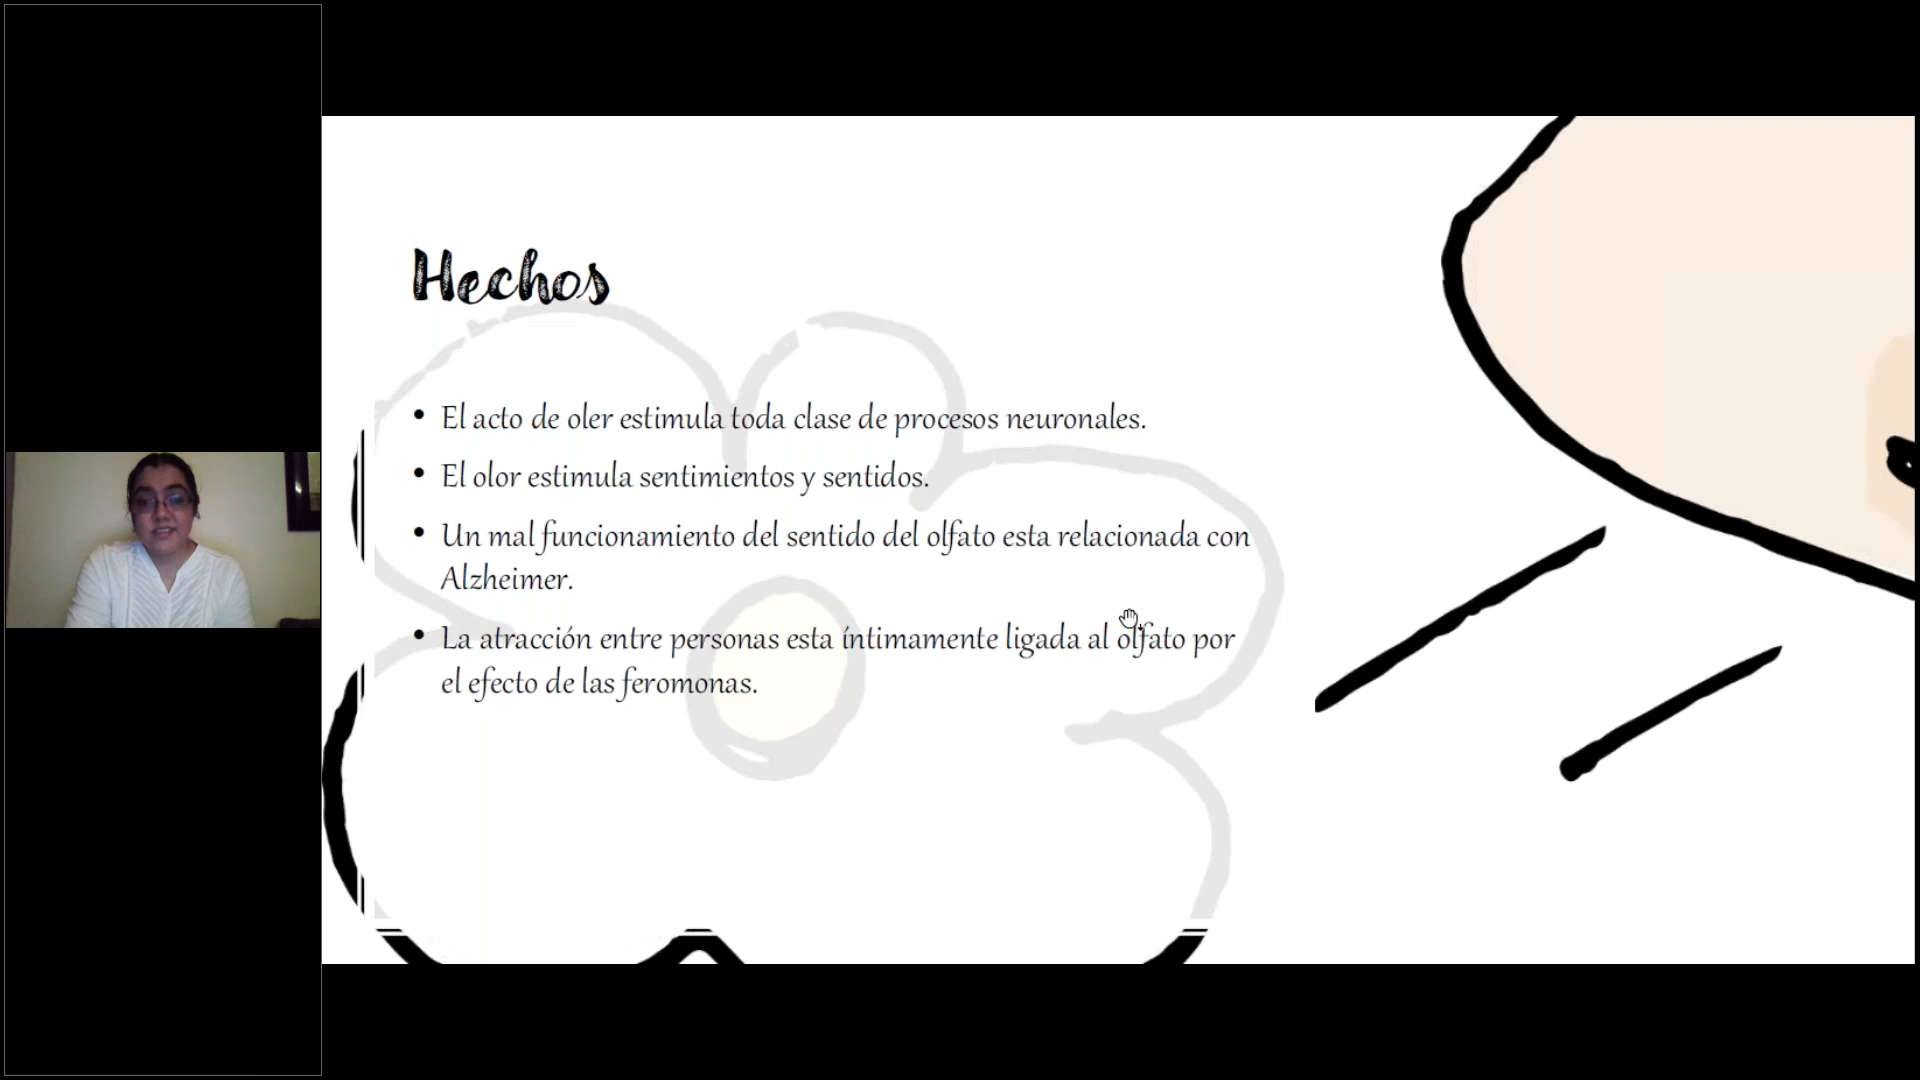 Hechos
• El acto de oler estimula toda clase de procesos neuronales.
• El olor estimula sentimientos y sentidos.
• Un mal funcionamiento del sentido del olfato esta relacionada con
Alzheimer.
• La atracción entre personas esta íntimamente ligada al olfato por
el efecto de las feromonas.